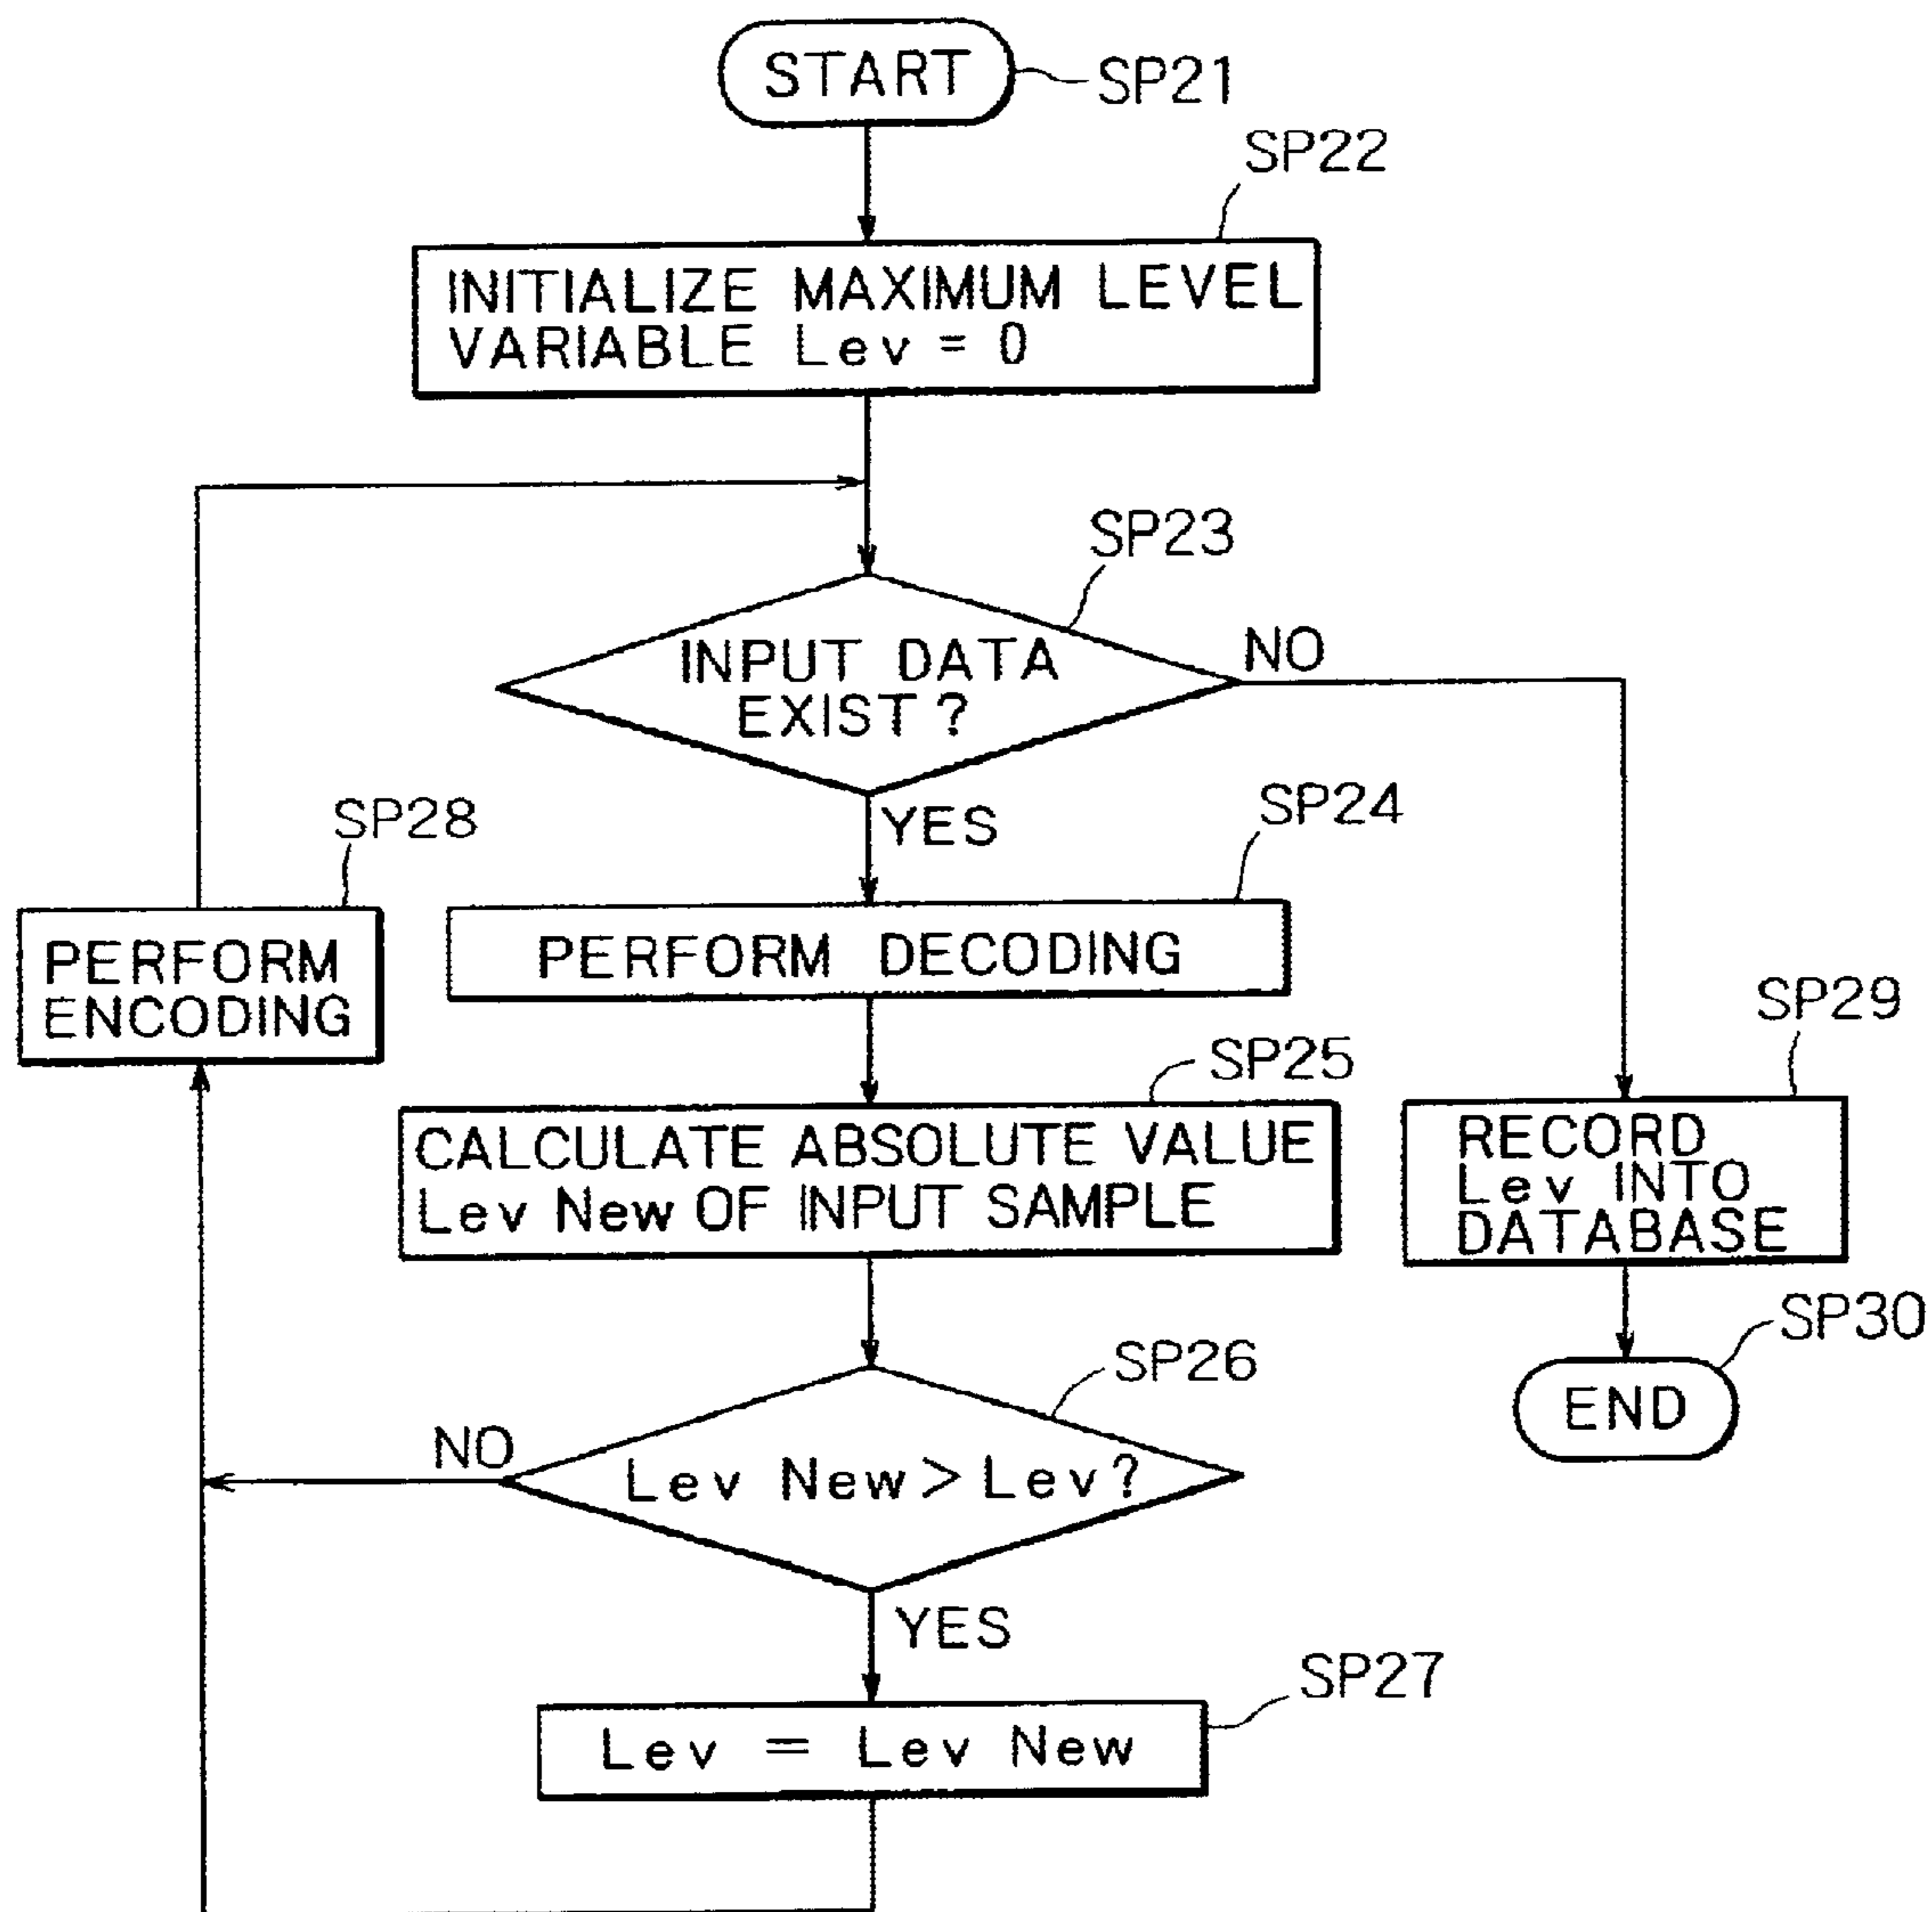 START
SP21
SP22
INITIALIZE MAXIMUM LEVEL
VARIABLE Lev = 0
SP23
INPUT DATA
EXIST?
NO
YES
SP24
SP28
PERFORM
ENCODING
PERFORM DECODING
SP25
CALCULATE ABSOLUTE VALUE
Lev New OF INPUT SAMPLE
SP29
RECORD
Lev INTO
DATABASE
SP30
END
SP26
NO
Lev New > Lev?
YES
SP27
Lev = Lev New